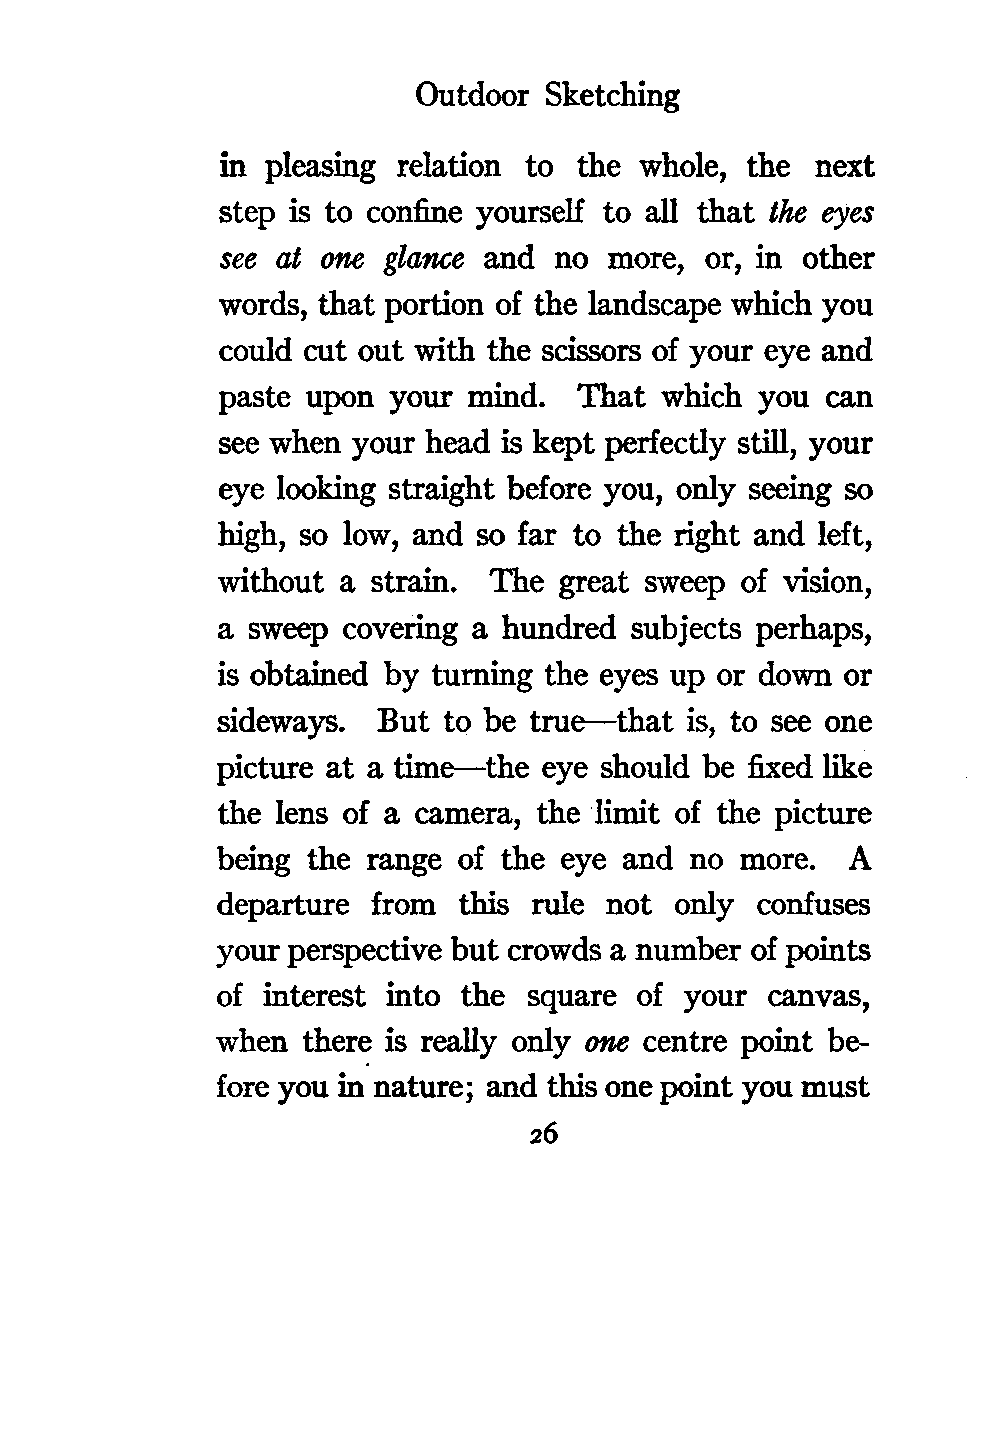 Outdoor Sketching
in pleasing relation to the whole, the next
step is to confine yourself to all that the eyes
see at one glance and no more, or, in other
words, that portion of the landscape which you
could cut out with the scissors of your eye and
paste upon your mind. That which you can
see when your head is kept perfectly still, your
eye looking straight before you, only seeing so
high, so low, and so far to the right and left,
without a strain. The great sweep of vision,
a sweep covering a hundred subjects perhaps,
is obtained by turning the eyes up or down or
sideways. But to be true—that is, to see one
picture at a time—the eye should be fixed like
the lens of a camera, the limit of the picture
being the range of the eye and no more. A
departure from this rule not only confuses
your perspective but crowds a number of points
of interest into the square of your canvas,
when there is really only one centre point be-
fore you in nature; and this one point you must
26